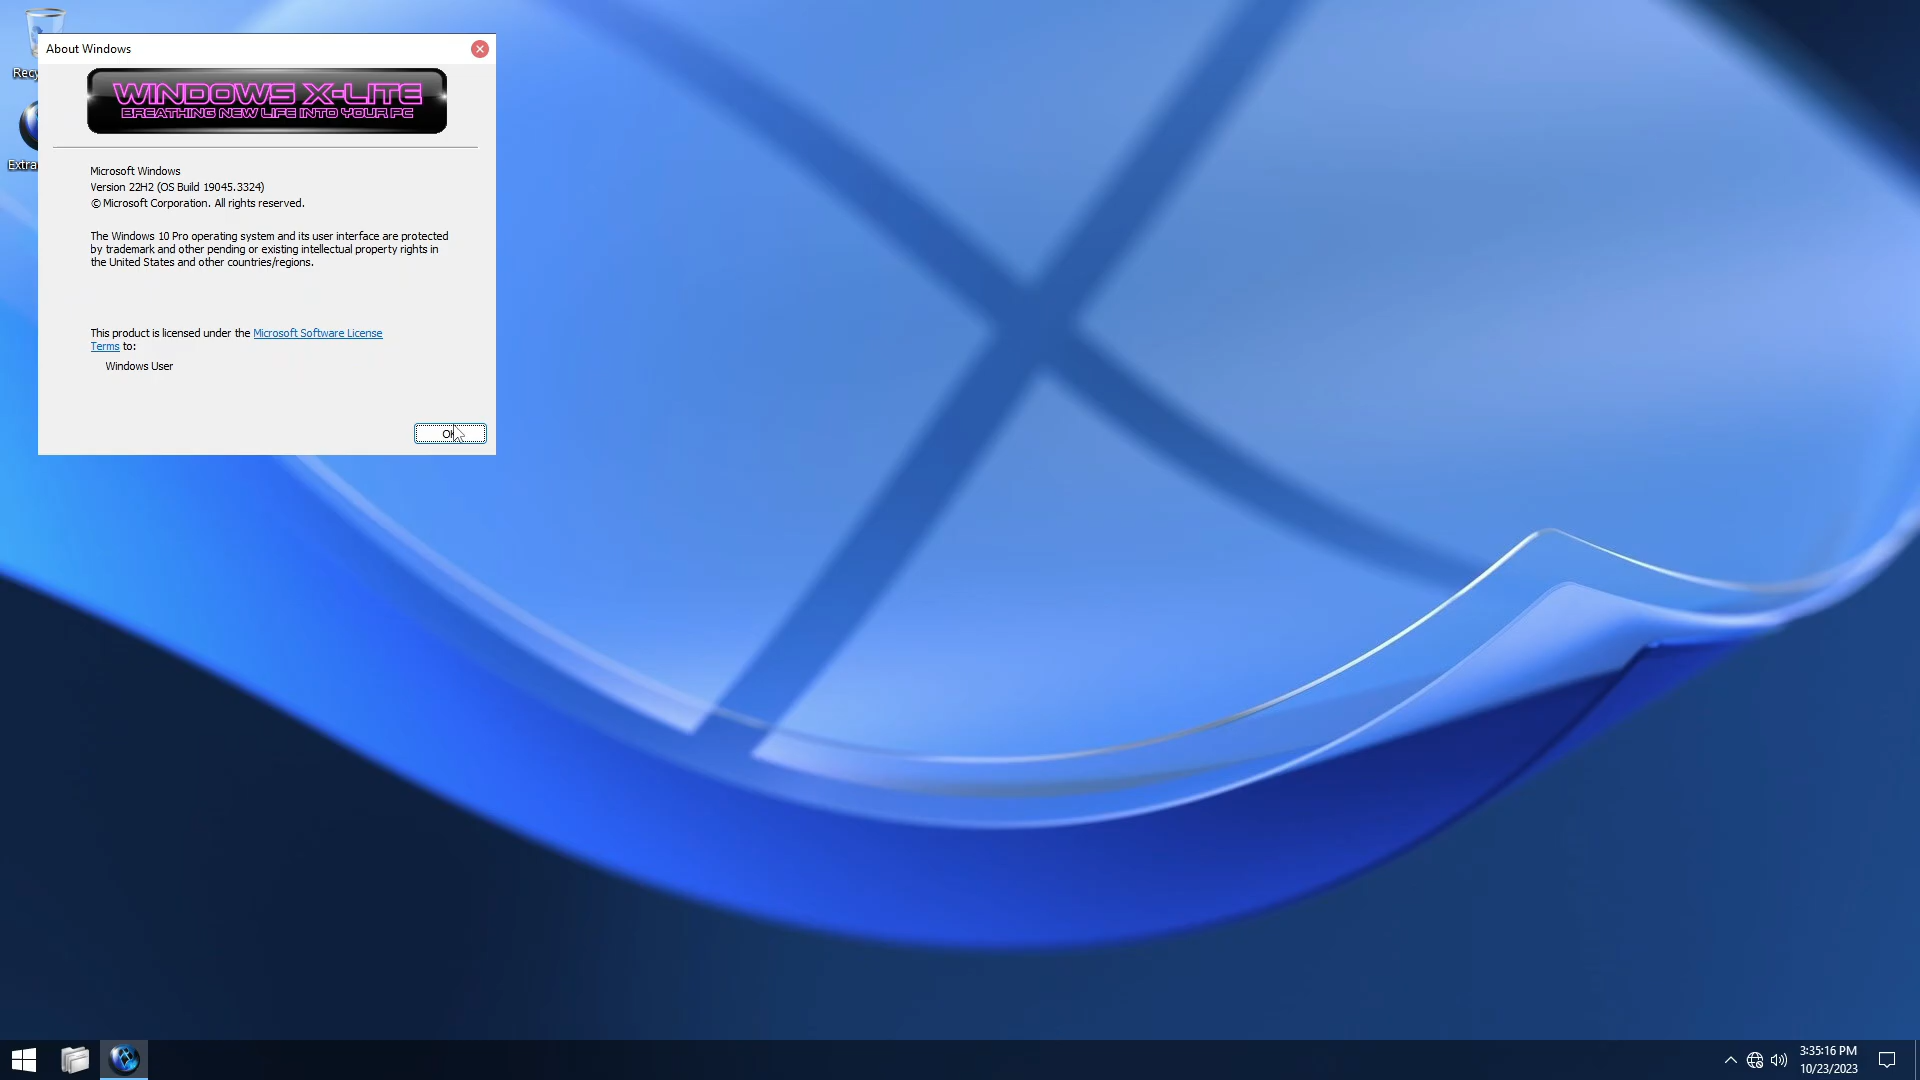 About Windows
WINDOWS X-LITE
BREATHING NEW LIFE INTO YOUR PC
Microsoft Windows
Version 22H2 (OS Build 19045.3324)
© Microsoft Corporation. All rights reserved.
The Windows 10 Pro operating system and its user interface are protected
by trademark and other pending or existing intellectual property rights in
the United States and other countries/regions.
This product is licensed under the Microsoft Software License
Terms to:
Windows User
OK
Recy
Extra
3:35:16 PM
10/23/2023